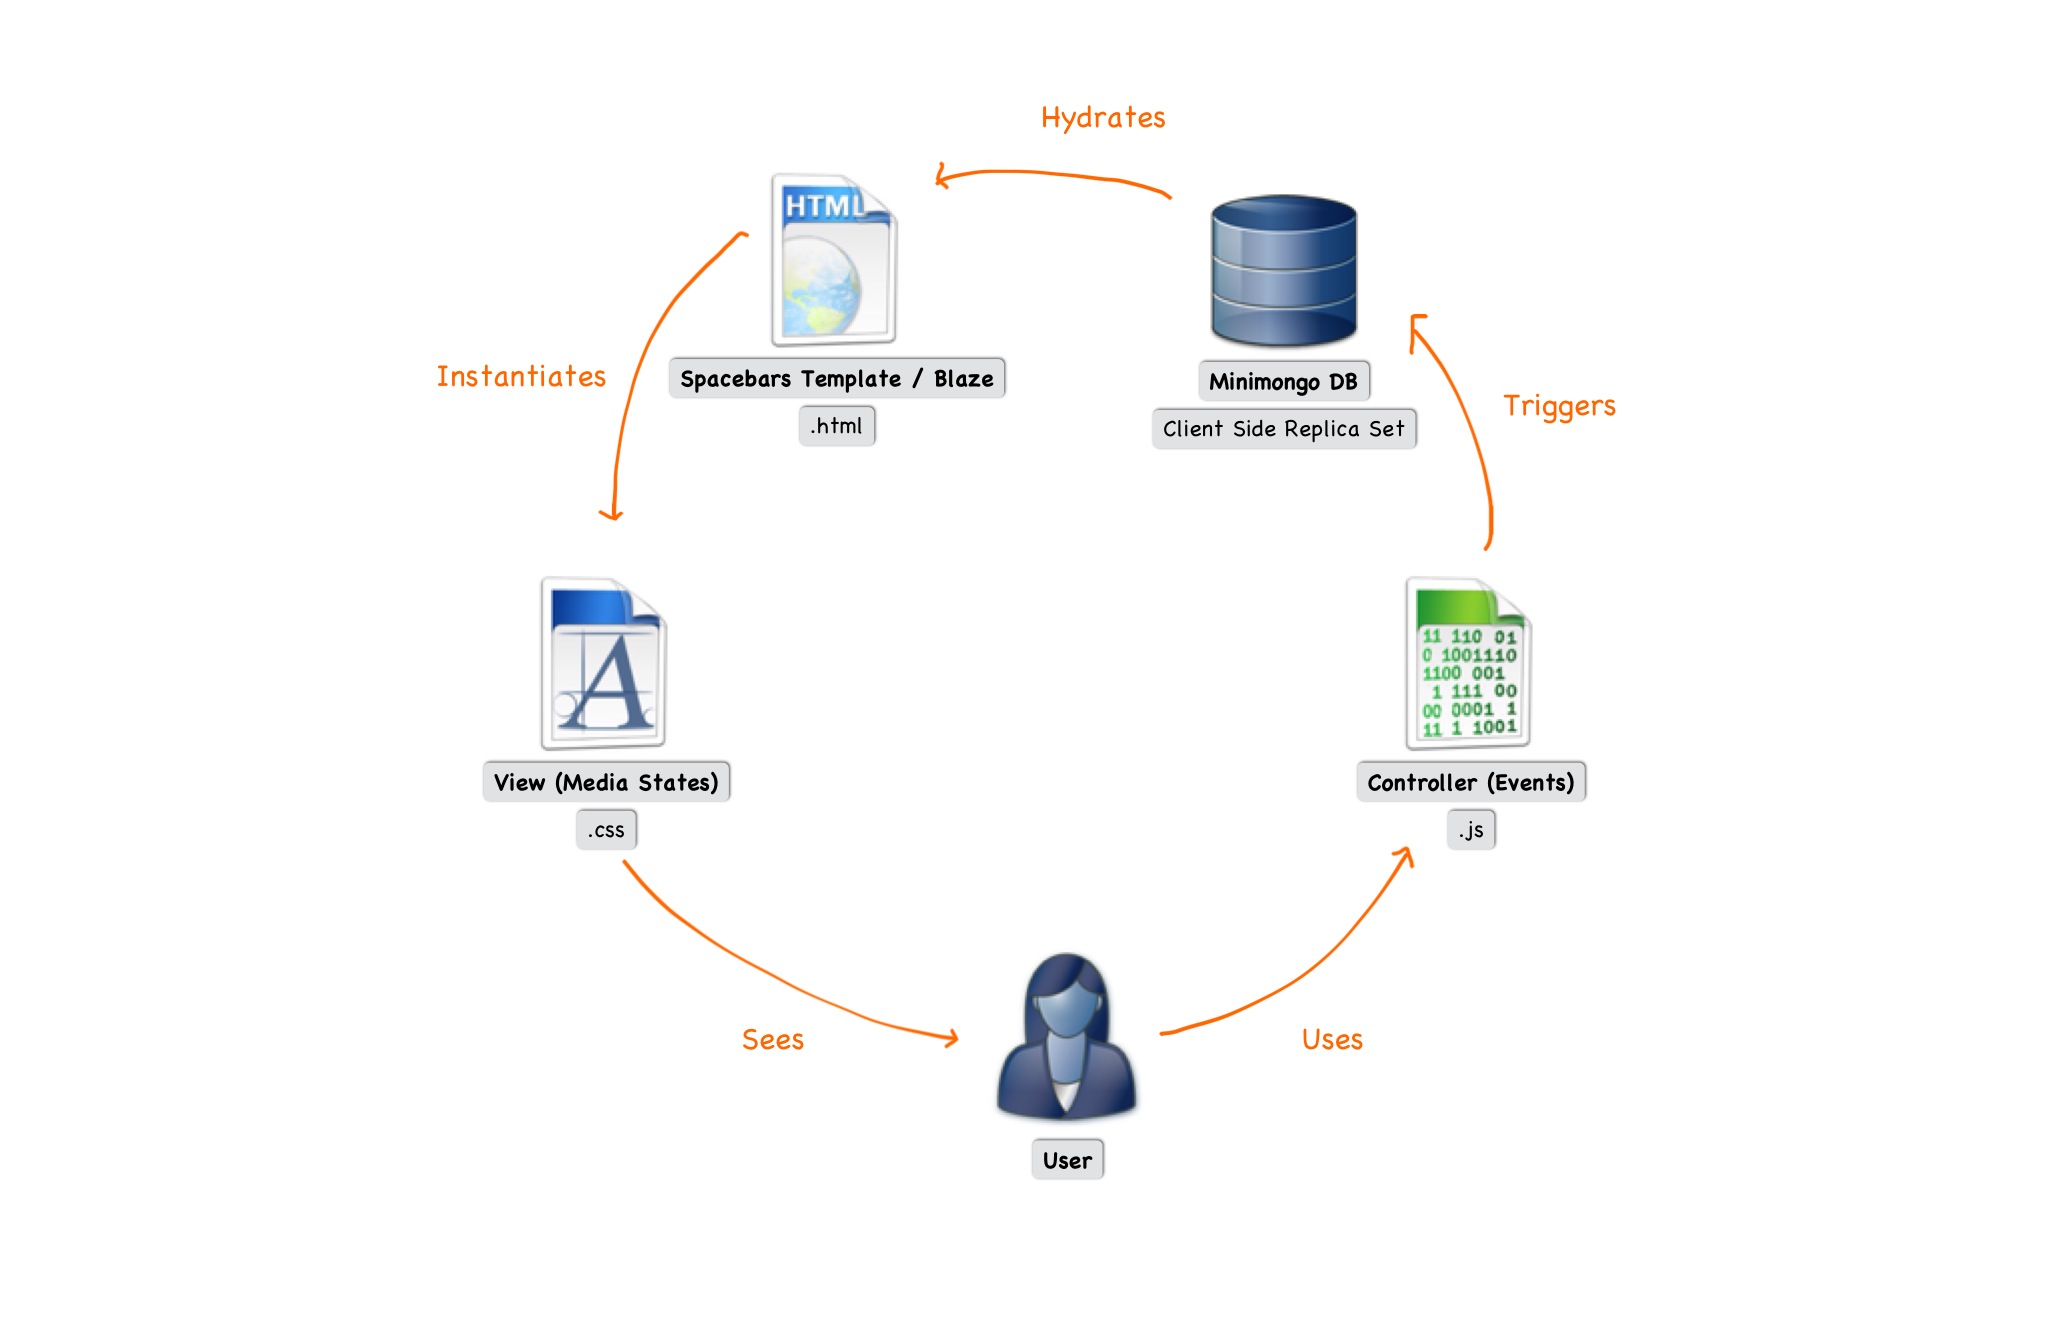 Hydrates
HTML
Instantiates
Spacebars Template / Blaze
.html
Minimongo DB
Client Side Replica Set
Triggers
A
View (Media States)
.css
11 110 01
0 1001110
1100 001
1 111 00
00 0001 1
11 1 1001
Controller (Events)
.js
Sees
Uses
User